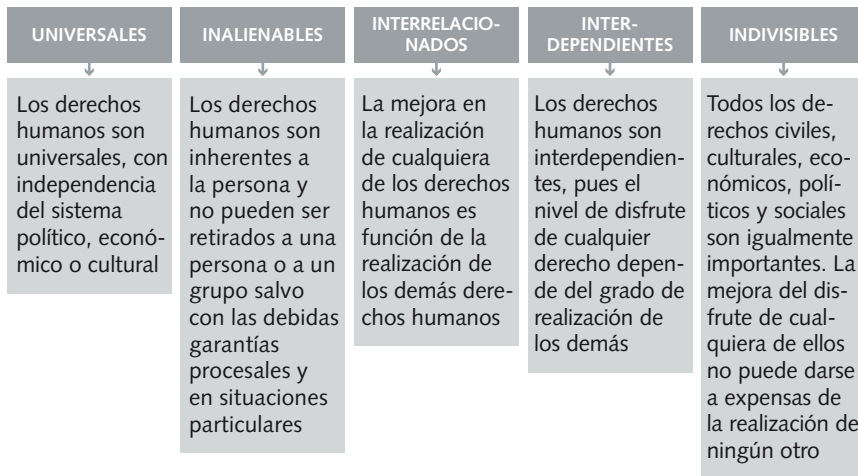 UNIVERSALES
Los derechos
humanos son
universales, con
independencia
del sistema
político, econó-
mico o cultural
INALIENABLES
Los derechos
humanos son
inherentes a
la persona y
no pueden ser
retirados a una
persona o a un
grupo salvo
con las debidas
garantías
procesales y
en situaciones
particulares
INTERRELACIO-
NADOS
La mejora en
la realización
de cualquiera
de los derechos
humanos es
función de la
realización de
los demás dere-
chos humanos
INTER-
DEPENDIENTES
Los derechos
humanos son
interdependien-
tes, pues el
nivel de disfrute
de cualquier
derecho depen-
de del grado de
realización de
los demás
INDIVISIBLES
Todos los de-
rechos civiles,
culturales, eco-
nómicos, polí-
ticos y sociales
son igualmente
importantes. La
mejora del dis-
frute de cual-
quiera de ellos
no puede darse
a expensas de
la realización de
ningún otro